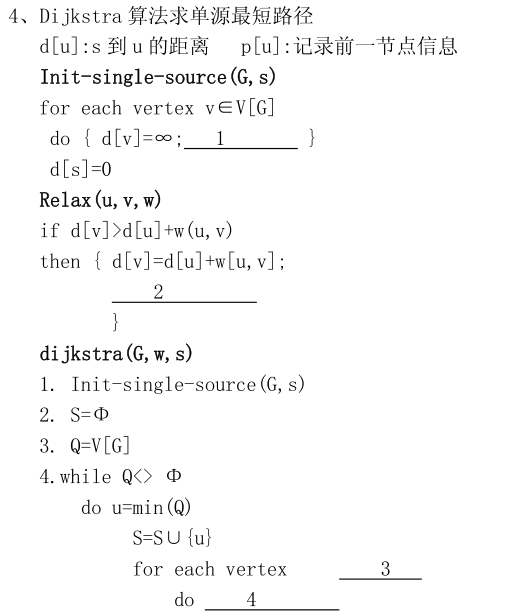 4、Dijkstra 算法求单源最短路径
d[u]:s 到 u 的距离 p[u]:记录前一节点信息
Init-single-source(G,s)
for each vertex v∈V[G]
do { d[v]=∞; 1 }
d[s]=0
Relax(u,v,w)
if d[v]>d[u]+w(u,v)
then { d[v]=d[u]+w[u,v];
2
}
dijkstra(G,w,s)
1. Init-single-source(G,s)
2. S=Φ
3. Q=V[G]
4.while Q<> Φ
do u=min(Q)
S=S∪{u}
for each vertex 3
do 4